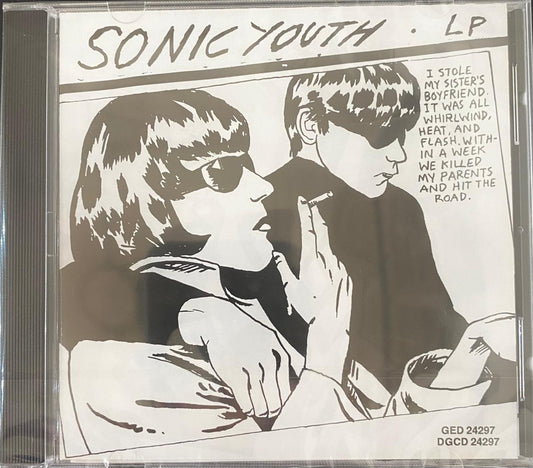 SONIC YOUTH · LP
I STOLE
MY SISTER'S
BOYFRIEND.
IT WAS ALL
WHIRLWIND,
HEAT, AND
FLASH. WITH-
IN A WEEK
WE KILLED
MY PARENTS
AND HIT THE
ROAD.
GED 24297
DGCD 24297